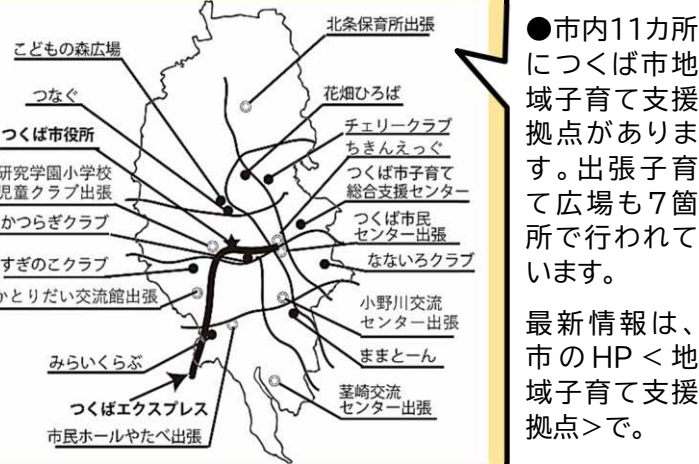 北条保育所出張
こどもの森広場
つなぐ
花畑ひろば
つくば市役所
チェリークラブ
ちきんえっぐ
研究学園小学校
児童クラブ出張
つくば市子育て
総合支援センター
かつらぎクラブ
つくば市民
センター出張
すぎのこクラブ
なないろクラブ
かとりだい交流館出張
小野川交流
センター出張
みらいくらぶ
ままとーん
つくばエクスプレス
茎崎交流
センター出張
市民ホールやたべ出張
●市内11カ所
につくば市地
域子育て支援
拠点がありま
す。出張子育
て広場も7箇
所で行われて
います。
最新情報は、
市のHP<地
域子育て支援
拠点>で。